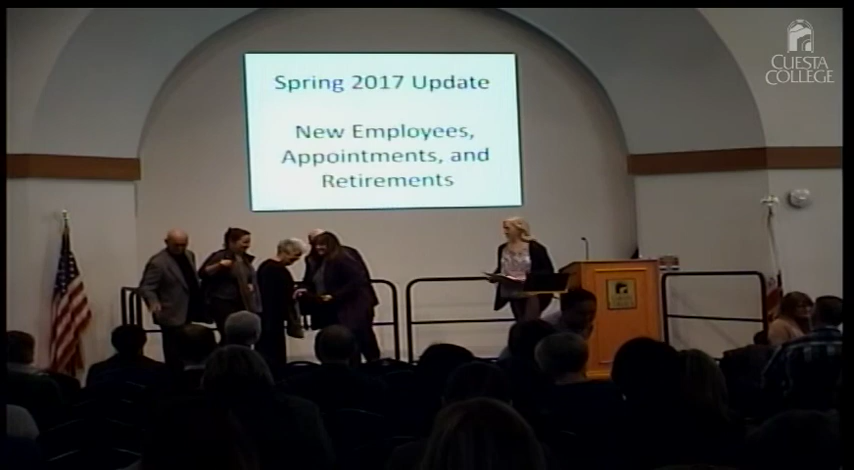 CUESTA
COLLEGE
Spring 2017 Update
New Employees,
Appointments, and
Retirements